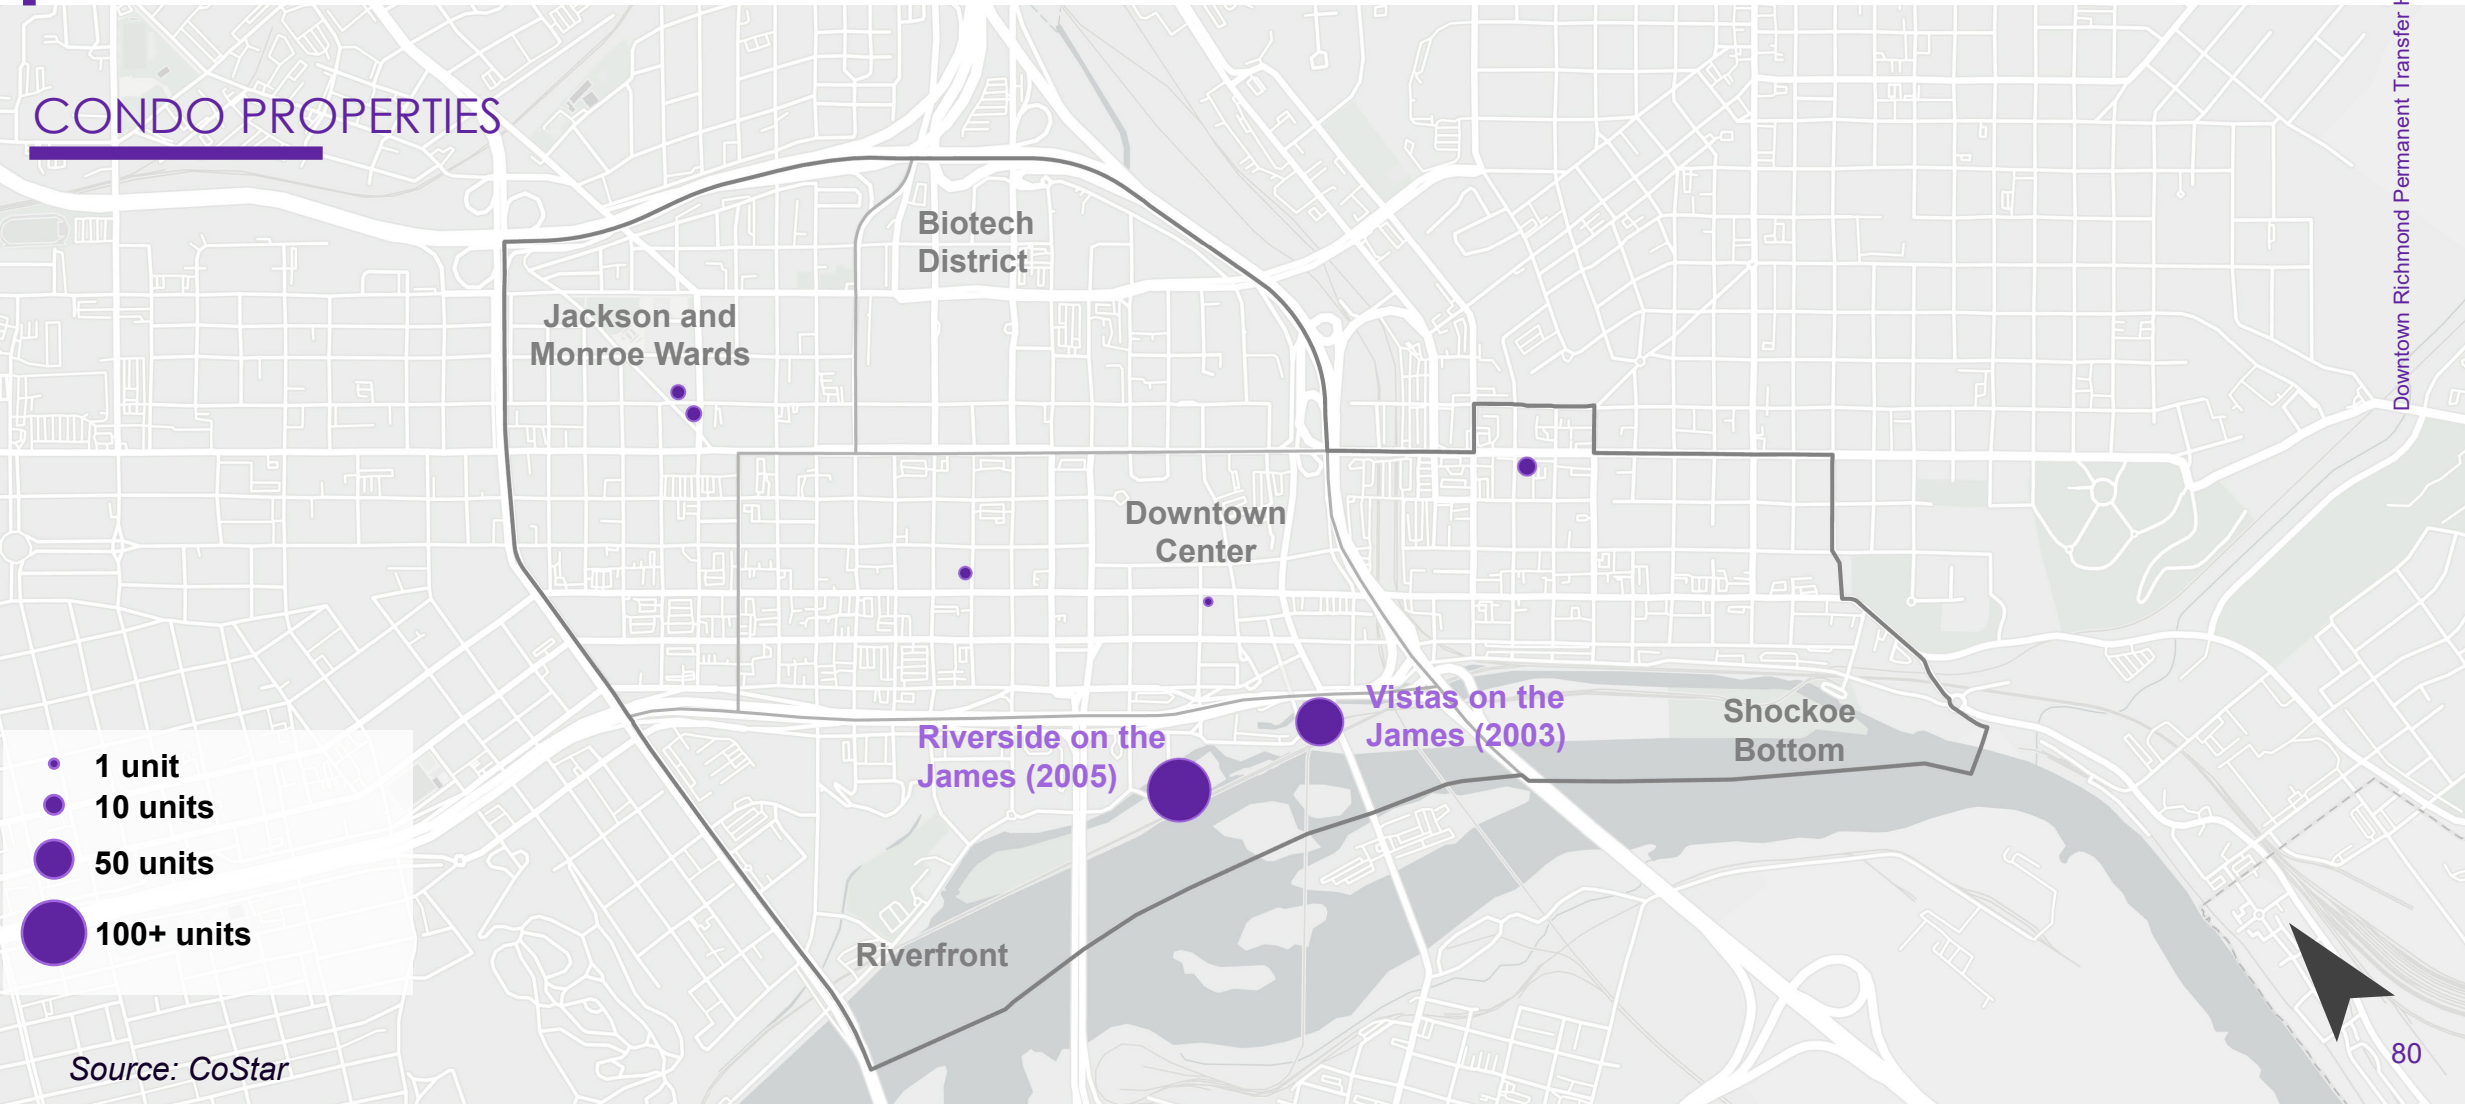 CONDO PROPERTIES
Biotech
District
Jackson and
Monroe Wards
Downtown
Center
Vistas on the
James (2003)
Riverside on the
James (2005)
Shockoe
Bottom
Riverfront
1 unit
10 units
50 units
100+ units
Source: CoStar
Downtown Richmond Permanent Transfer
80